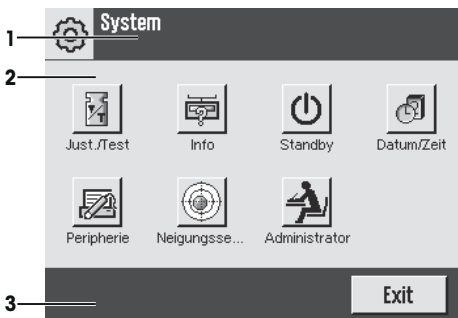 System
1
2
Just./Test Info Standby Datum/Zeit
Peripherie Neigungsse... Administrator
3
Exit